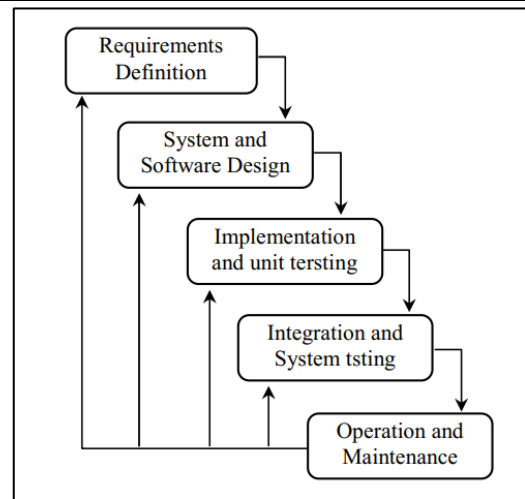 Requirements
Definition
System and
Software Design
Implementation
and unit tersting
Integration and
System tsting
Operation and
Maintenance